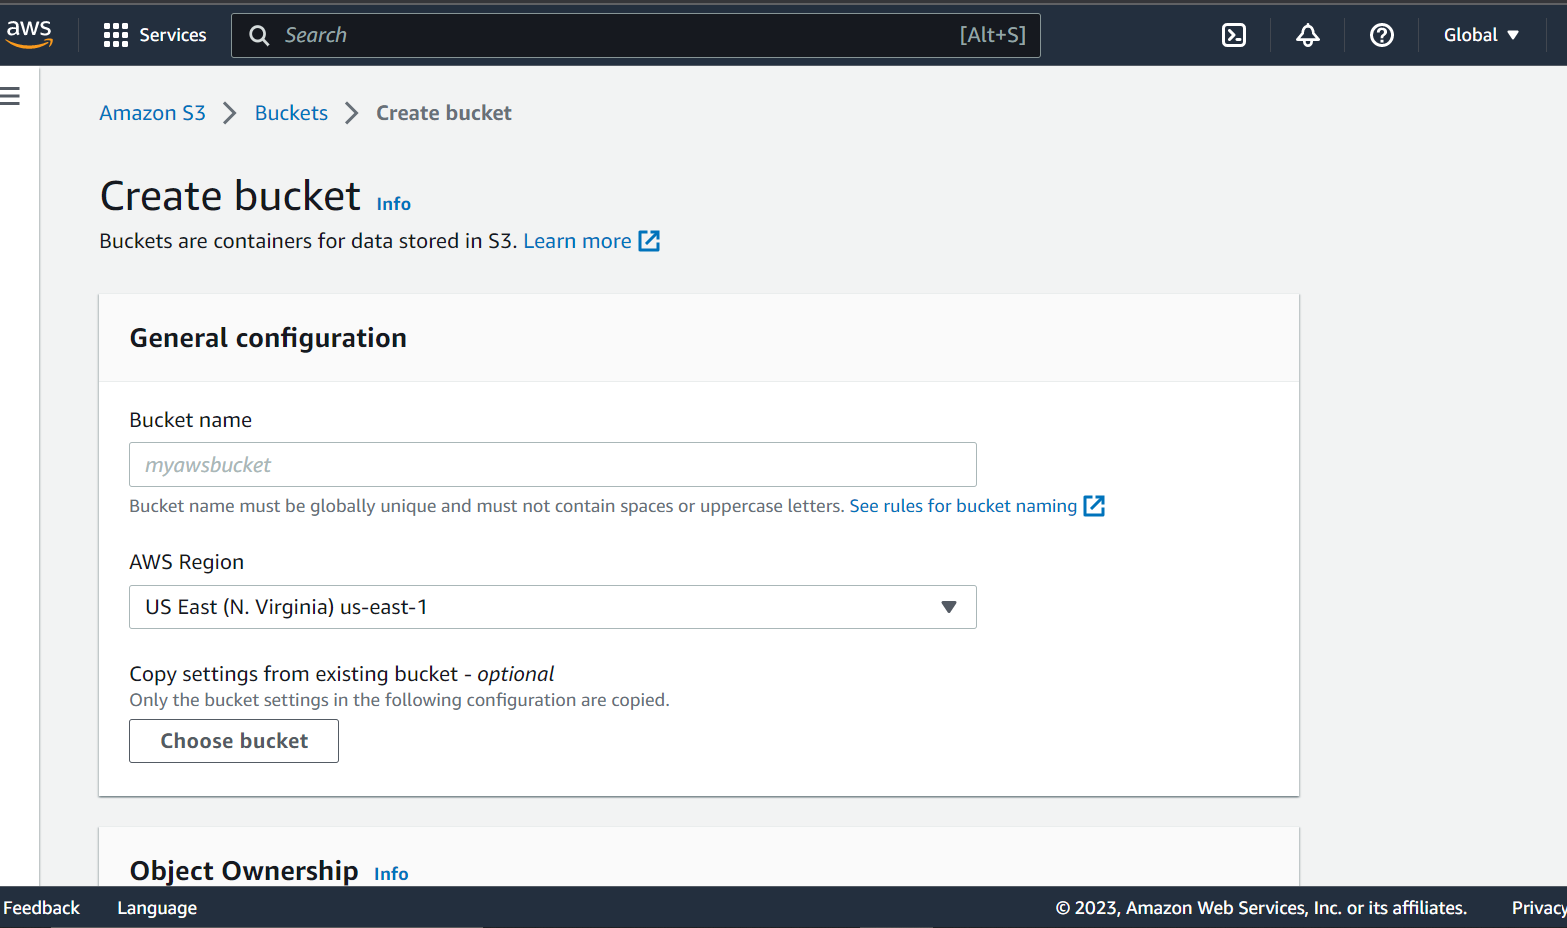 aws Services Search [Alt+S] Global
Amazon S3 Buckets Create bucket
Create bucket Info
Buckets are containers for data stored in S3. Learn more
General configuration
Bucket name
myawsbucket
Bucket name must be globally unique and must not contain spaces or uppercase letters. See rules for bucket naming
AWS Region
US East (N. Virginia) us-east-1
Copy settings from existing bucket - optional
Only the bucket settings in the following configuration are copied.
Choose bucket
Object Ownership Info
Feedback Language © 2023, Amazon Web Services, Inc. or its affiliates. Privacy